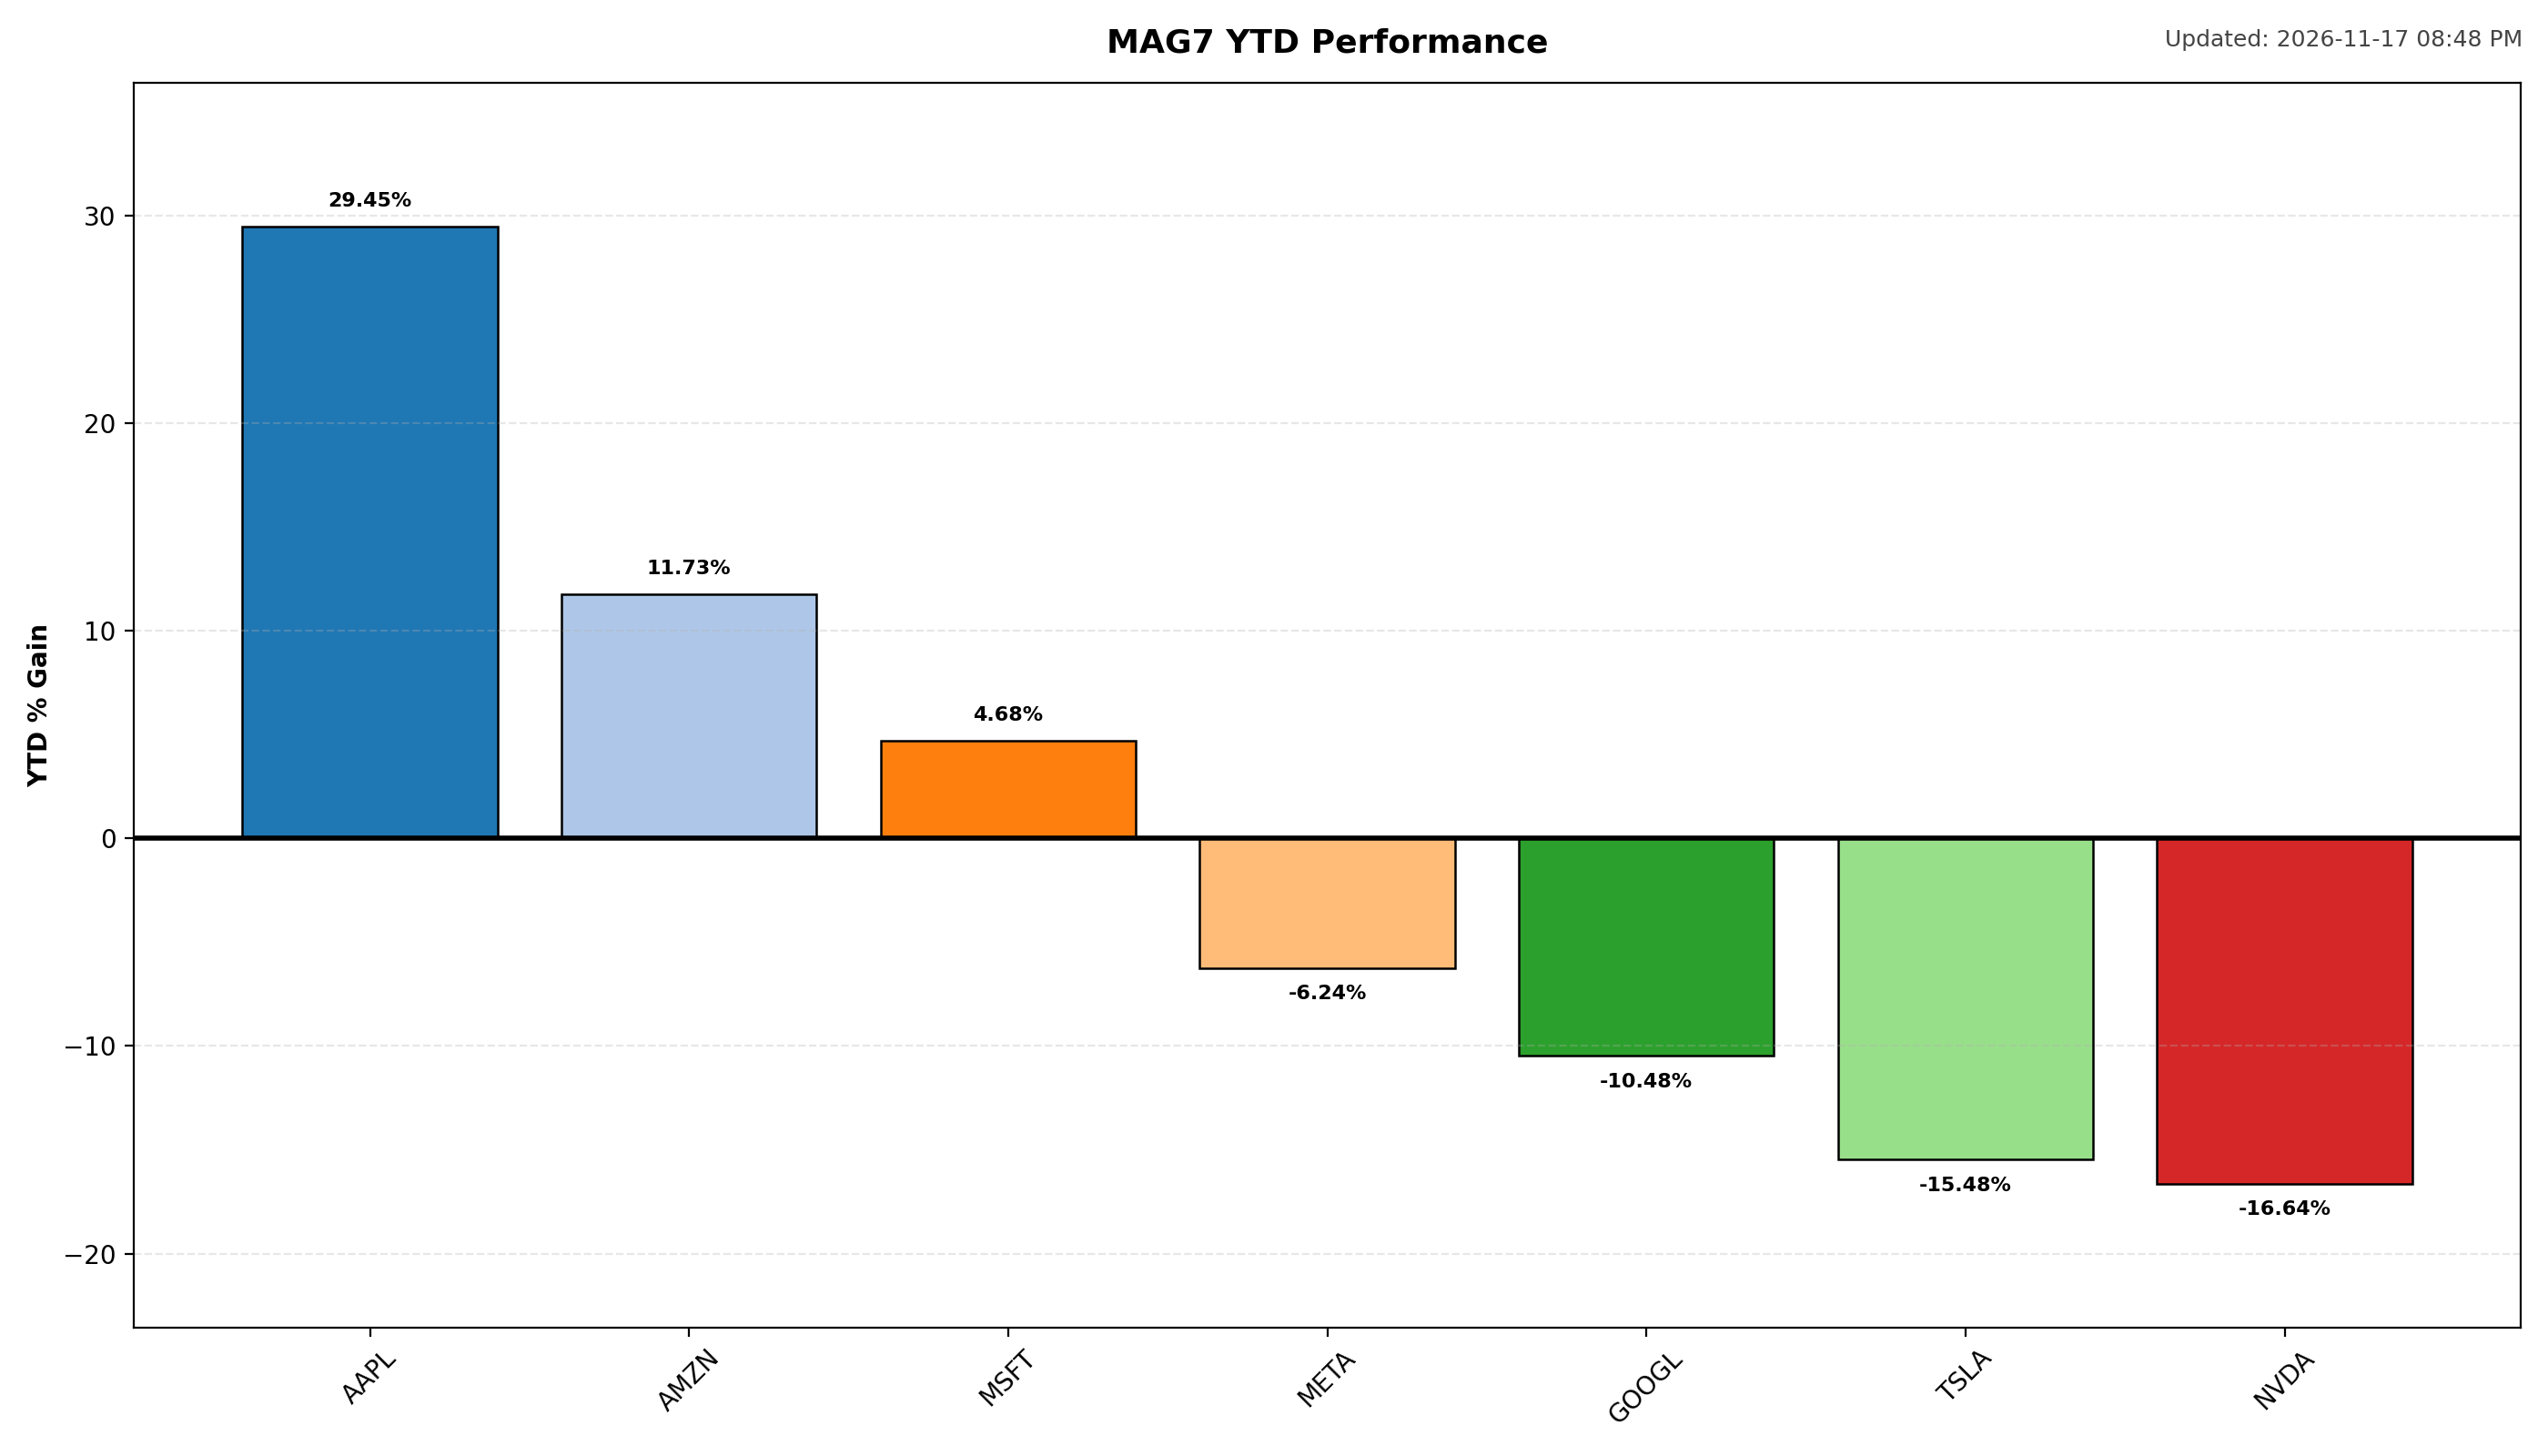 MAG7 YTD Performance
Updated: 2026-11-17 08:48 PM
YTD % Gain
30
20
10
0
−10
−20
29.45%
11.73%
4.68%
-6.24%
-10.48%
-15.48%
-16.64%
AAPL
AMZN
MSFT
META
GOOGL
TSLA
NVDA